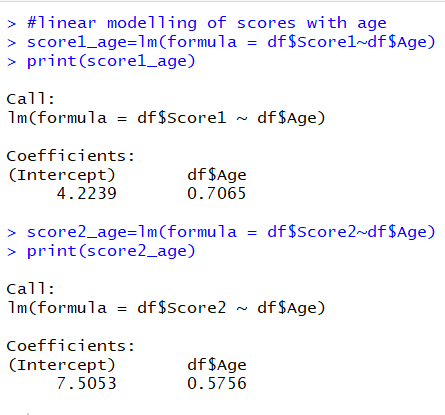 > #linear modelling of scores with age
> score1_age=lm(formula = df$Score1~df$Age)
> print(score1_age)
Call:
lm(formula = df$Score1 ~ df$Age)
Coefficients:
(Intercept)       df$Age
     4.2239       0.7065
> score2_age=lm(formula = df$Score2~df$Age)
> print(score2_age)
Call:
lm(formula = df$Score2 ~ df$Age)
Coefficients:
(Intercept)       df$Age
     7.5053       0.5756